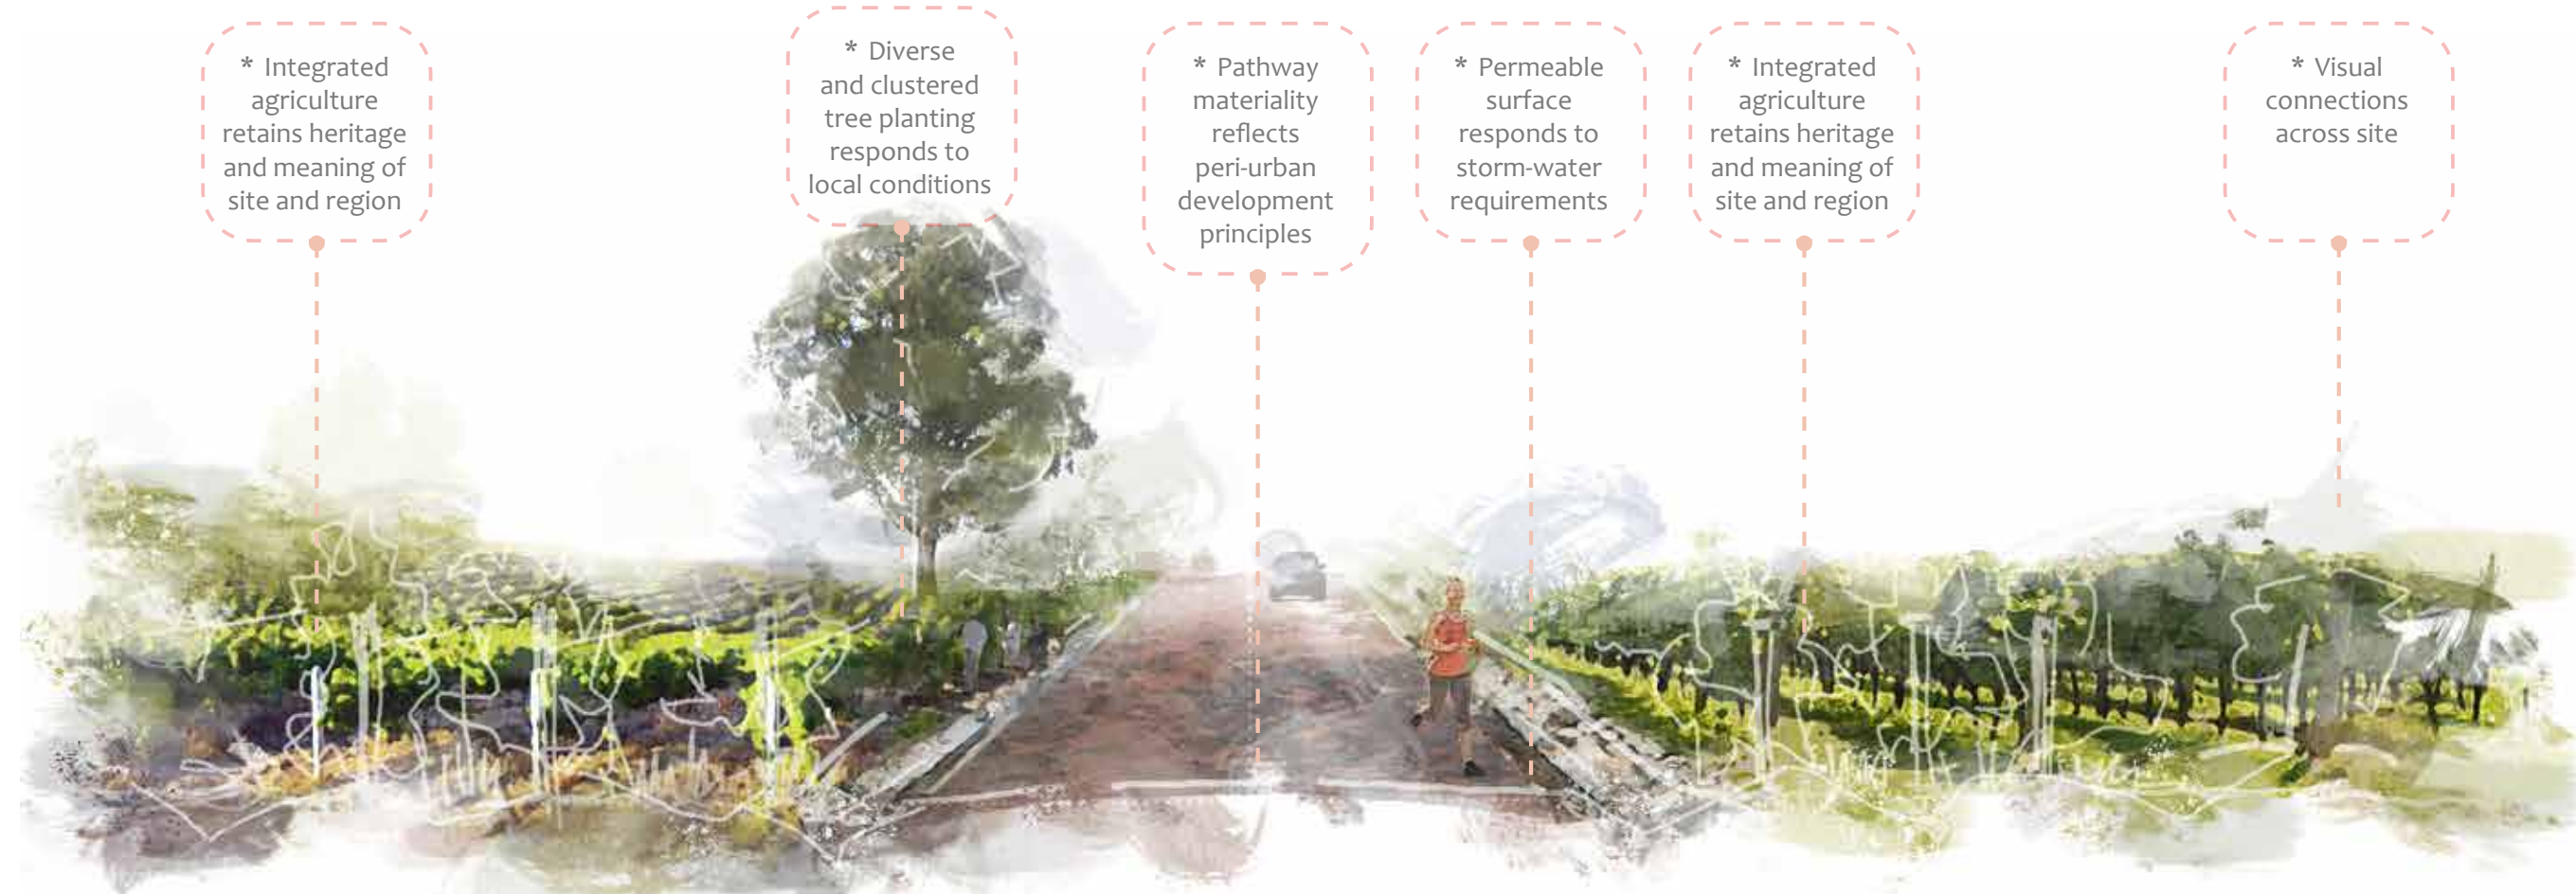 * Integrated
agriculture
retains heritage
and meaning of
site and region
* Diverse
and clustered
tree planting
responds to
local conditions
* Pathway
materiality
reflects
peri-urban
development
principles
* Permeable
surface
responds to
storm-water
requirements
* Integrated
agriculture
retains heritage
and meaning of
site and region
* Visual
connections
across site